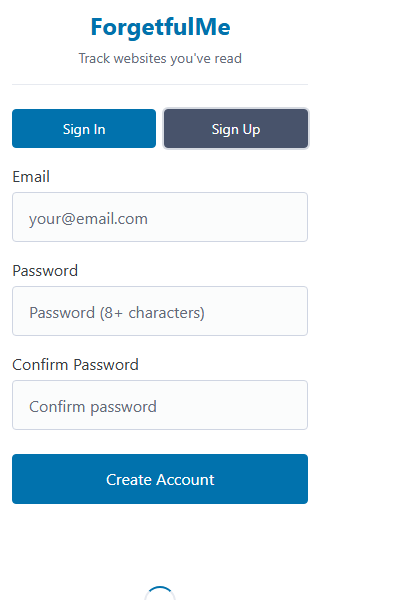 ForgetfulMe
Track websites you've read
Sign In
Sign Up
Email
your@email.com
Password
Password (8+ characters)
Confirm Password
Confirm password
Create Account